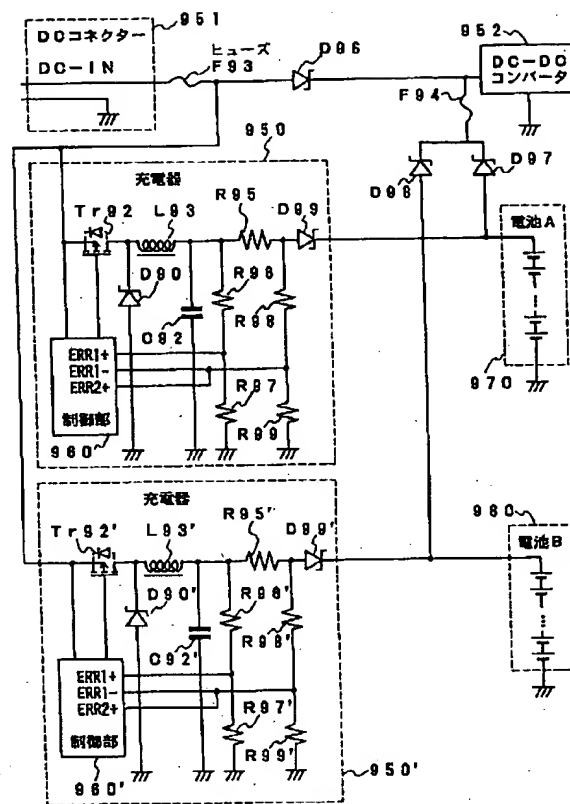 951
DCコネクター
DC-IN
ヒューズ
F93
D96
952
DC-DC
コンバータ
F94
D98
D97
950
充電器
Tr92
L93
R95
D99
D90
C92
R96
R98
R97
R99
ERR1+
ERR1-
ERR2+
制御部
960
電池A
970
充電器
Tr92'
L93'
R95'
D99'
D90'
C92'
R96'
R98'
R97'
R99'
ERR1+
ERR1-
ERR2+
制御部
960'
950'
980
電池B